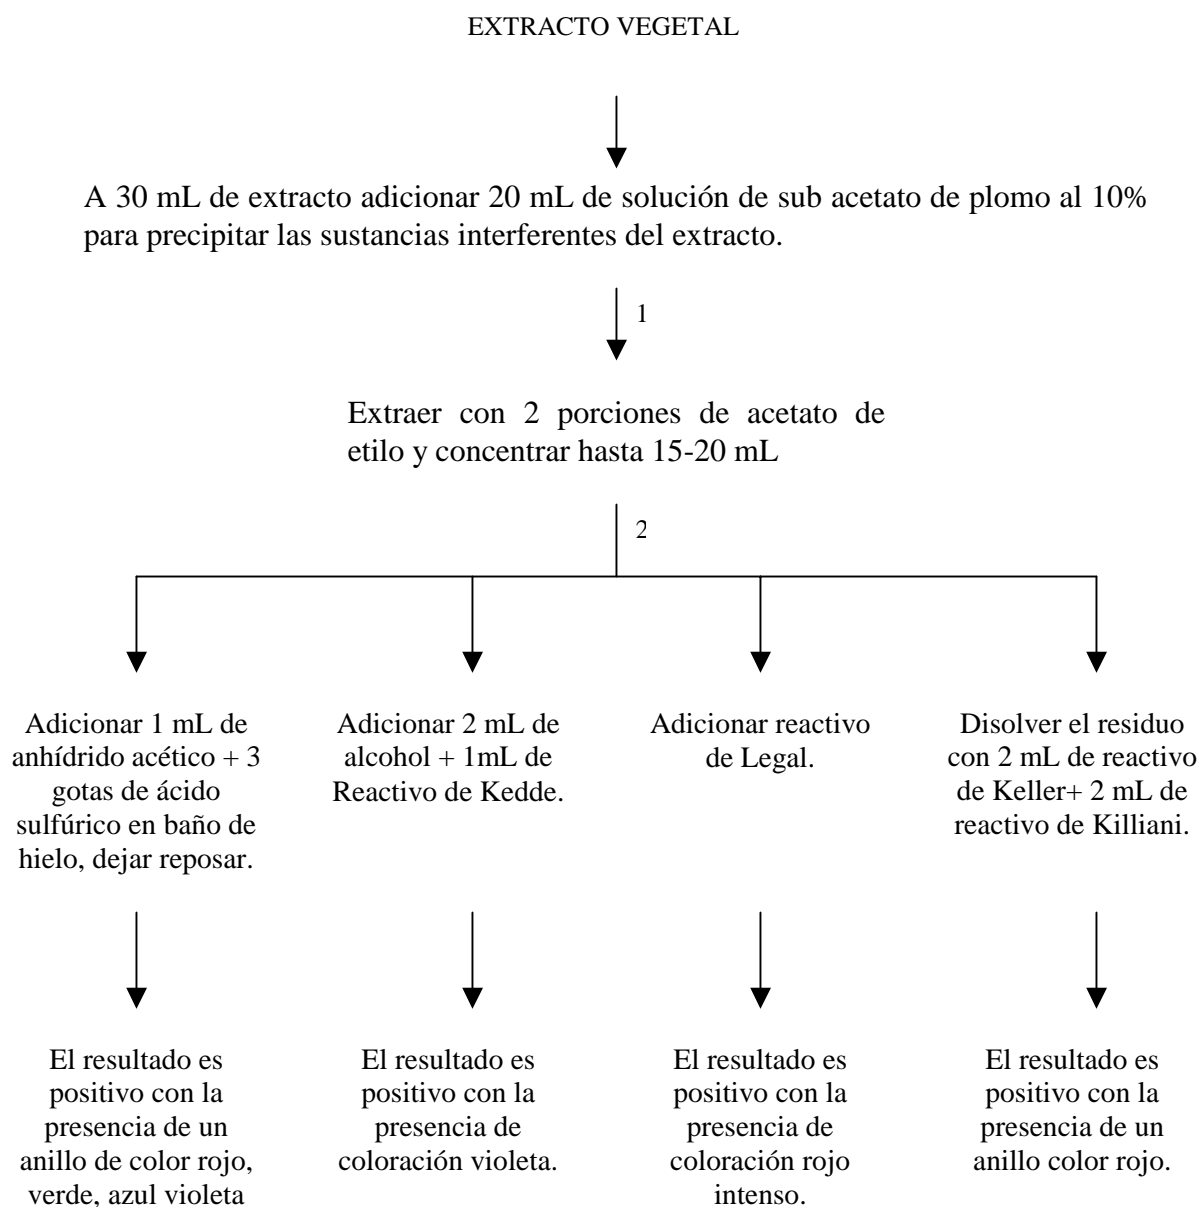 EXTRACTO VEGETAL
A 30 mL de extracto adicionar 20 mL de solución de sub acetato de plomo al 10%
para precipitar las sustancias interferentes del extracto.
1
Extraer con 2 porciones de acetato de
etilo y concentrar hasta 15-20 mL
2
Adicionar 1 mL de
anhídrido acético + 3
gotas de ácido
sulfúrico en baño de
hielo, dejar reposar.
Adicionar 2 mL de
alcohol + 1mL de
Reactivo de Kedde.
Adicionar reactivo
de Legal.
Disolver el residuo
con 2 mL de reactivo
de Keller+ 2 mL de
reactivo de Killiani.
El resultado es
positivo con la
presencia de un
anillo de color rojo,
verde, azul violeta
El resultado es
positivo con la
presencia de
coloración violeta.
El resultado es
positivo con la
presencia de
coloración rojo
intenso.
El resultado es
positivo con la
presencia de un
anillo color rojo.